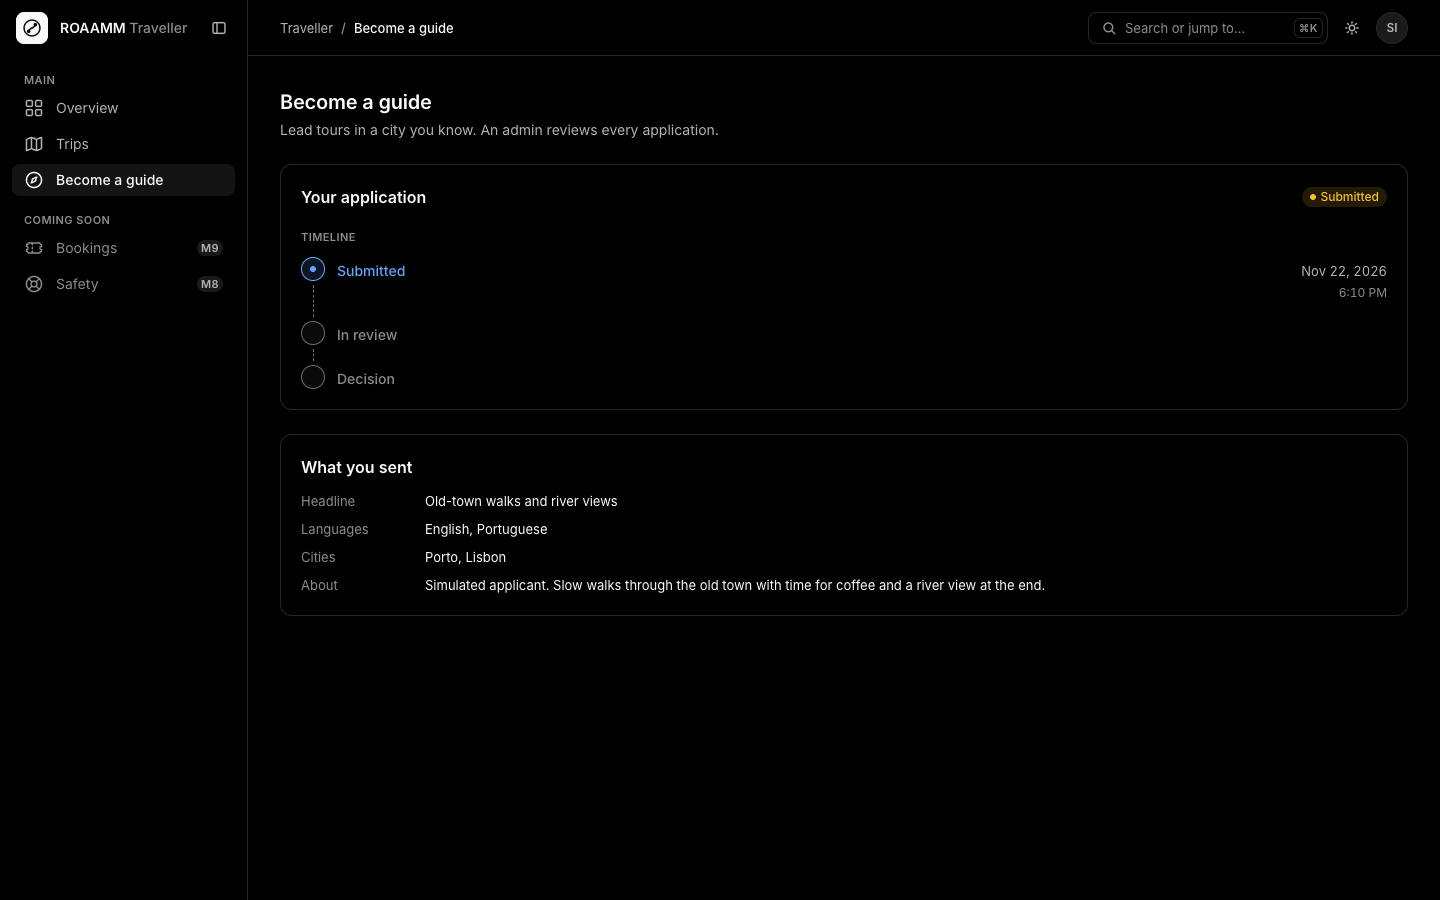 ROAAMM Traveller
Traveller / Become a guide
Search or jump to...
⌘K
SI
MAIN
Overview
Trips
Become a guide
COMING SOON
Bookings
M9
Safety
M8
Become a guide
Lead tours in a city you know. An admin reviews every application.
Your application
Submitted
TIMELINE
Submitted
Nov 22, 2026
6:10 PM
In review
Decision
What you sent
Headline
Old-town walks and river views
Languages
English, Portuguese
Cities
Porto, Lisbon
About
Simulated applicant. Slow walks through the old town with time for coffee and a river view at the end.